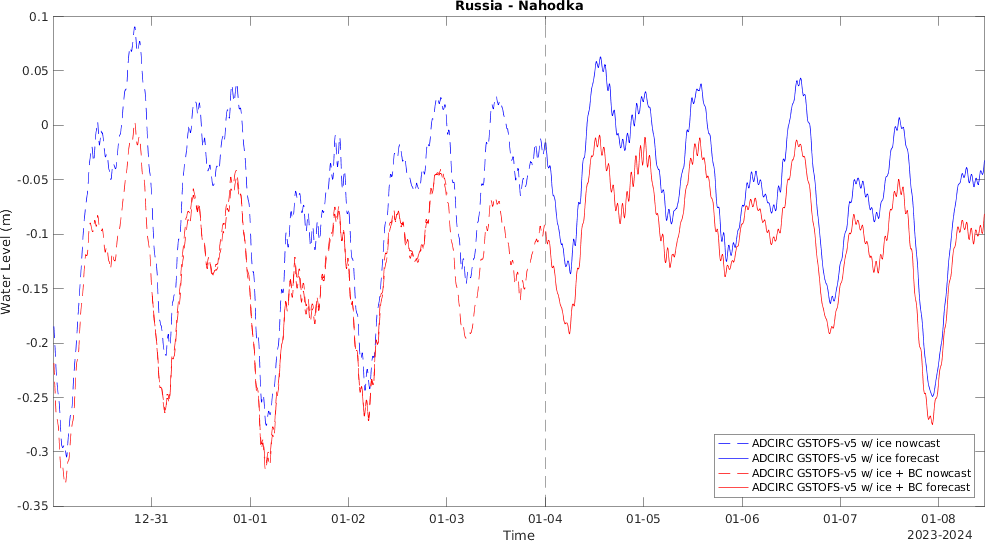 Russia - Nahodka
Water Level (m)
0.1
0.05
0
-0.05
-0.1
-0.15
-0.2
-0.25
-0.3
-0.35
ADCIRC GSTOFS-v5 w/ ice nowcast
ADCIRC GSTOFS-v5 w/ ice forecast
ADCIRC GSTOFS-v5 w/ ice + BC nowcast
ADCIRC GSTOFS-v5 w/ ice + BC forecast
12-31 01-01 01-02 01-03 01-04 01-05 01-06 01-07 01-08
Time
2023-2024